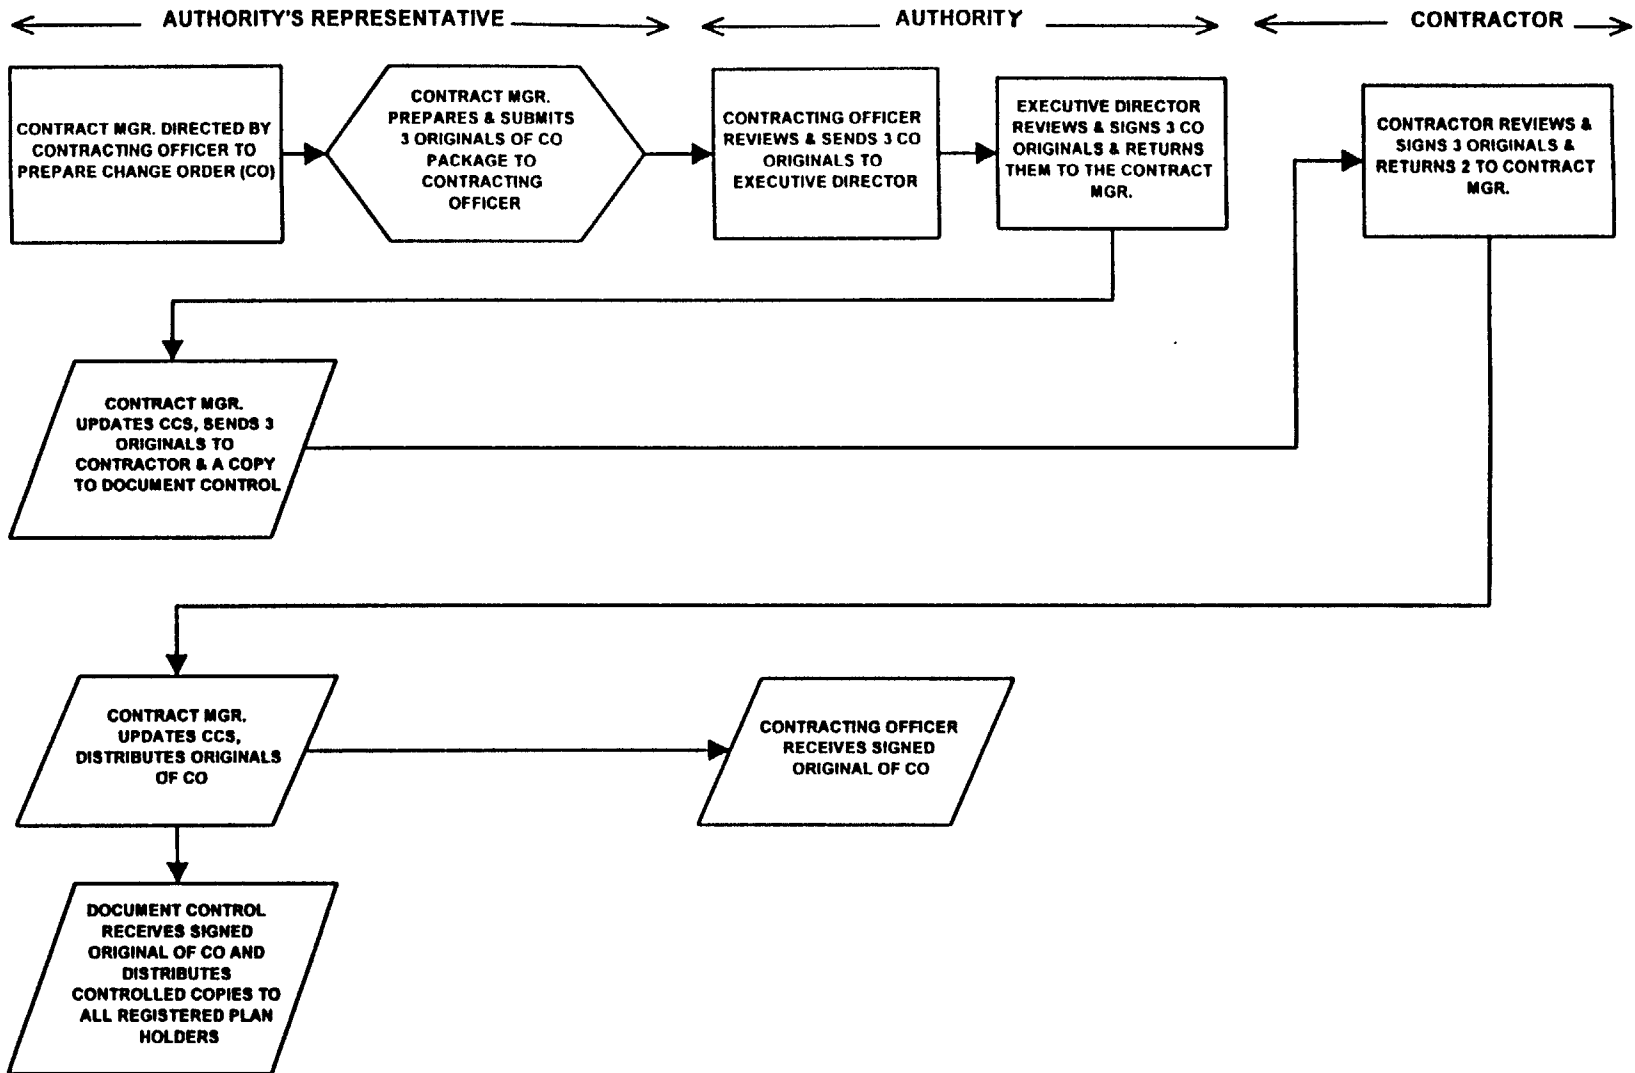 AUTHORITY'S REPRESENTATIVE
AUTHORITY
CONTRACTOR
CONTRACT MGR. DIRECTED BY
CONTRACTING OFFICER TO
PREPARE CHANGE ORDER (CO)
CONTRACT MGR.
PREPARES & SUBMITS
3 ORIGINALS OF CO
PACKAGE TO
CONTRACTING
OFFICER
CONTRACTING OFFICER
REVIEWS & SENDS 3 CO
ORIGINALS TO
EXECUTIVE DIRECTOR
EXECUTIVE DIRECTOR
REVIEWS & SIGNS 3 CO
ORIGINALS & RETURNS
THEM TO THE CONTRACT
MGR.
CONTRACTOR REVIEWS &
SIGNS 3 ORIGINALS &
RETURNS 2 TO CONTRACT
MGR.
CONTRACT MGR.
UPDATES CCS, SENDS 3
ORIGINALS TO
CONTRACTOR & A COPY
TO DOCUMENT CONTROL
CONTRACT MGR.
UPDATES CCS,
DISTRIBUTES ORIGINALS
OF CO
CONTRACTING OFFICER
RECEIVES SIGNED
ORIGINAL OF CO
DOCUMENT CONTROL
RECEIVES SIGNED
ORIGINAL OF CO AND
DISTRIBUTES
CONTROLLED COPIES TO
ALL REGISTERED PLAN
HOLDERS